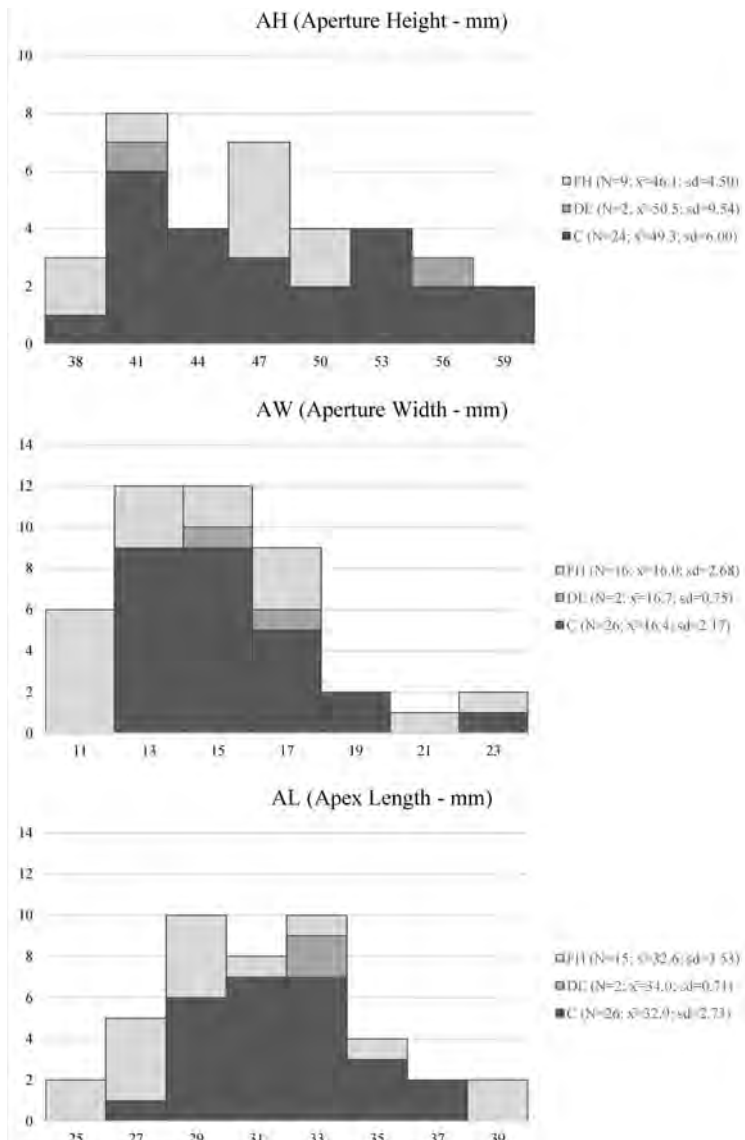 AH (Aperture Height - mm)
10
8
6
4
2
0
38 41 44 47 50 53 56 59
FH (N=9; x̄=46.1; sd=4.50)
DE (N=2; x̄=50.5; sd=9.54)
C (N=24; x̄=49.3; sd=6.00)
AW (Aperture Width - mm)
14
12
10
8
6
4
2
0
11 13 15 17 19 21 23
FH (N=16; x̄=16.0; sd=2.68)
DE (N=2; x̄=16.7; sd=0.75)
C (N=26; x̄=16.4; sd=2.17)
AL (Apex Length - mm)
14
12
10
8
6
4
2
0
25 27 29 31 33 35 37 39
FH (N=15; x̄=32.6; sd=3.53)
DE (N=2; x̄=34.0; sd=0.71)
C (N=26; x̄=32.9; sd=2.73)